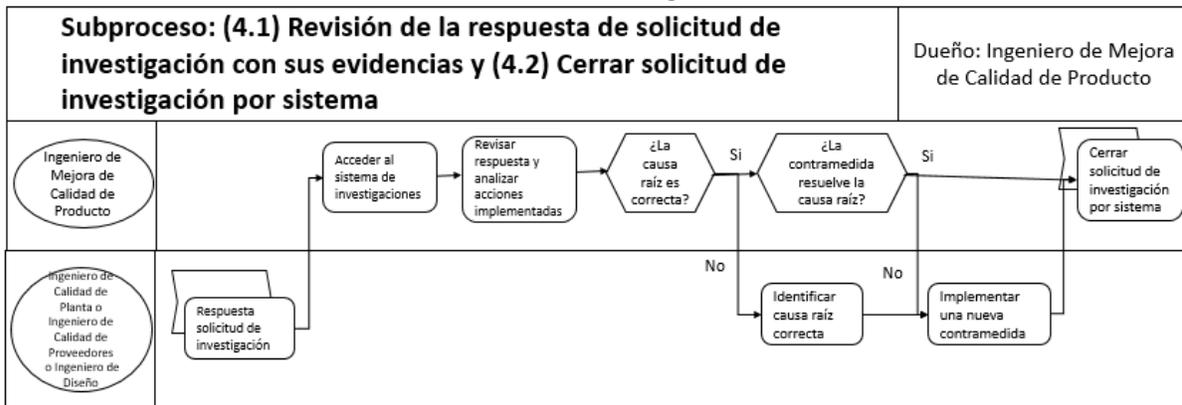 Subproceso: (4.1) Revisión de la respuesta de solicitud de
investigación con sus evidencias y (4.2) Cerrar solicitud de
investigación por sistema
Dueño: Ingeniero de Mejora
de Calidad de Producto
Ingeniero de
Mejora de
Calidad de
Producto
Acceder al
sistema de
investigaciones
Revisar
respuesta y
analizar
acciones
implementadas
¿La
causa
raíz es
correcta?
Si
¿La
contramedida
resuelve la
causa raíz?
Si
Cerrar
solicitud de
investigación
por sistema
Ingeniero de
Calidad de
Planta o
Ingeniero de
Calidad de
Proveedores
o Ingeniero de
Diseño
Respuesta
solicitud de
investigación
No
Identificar
causa raíz
correcta
No
Implementar
una nueva
contramedida